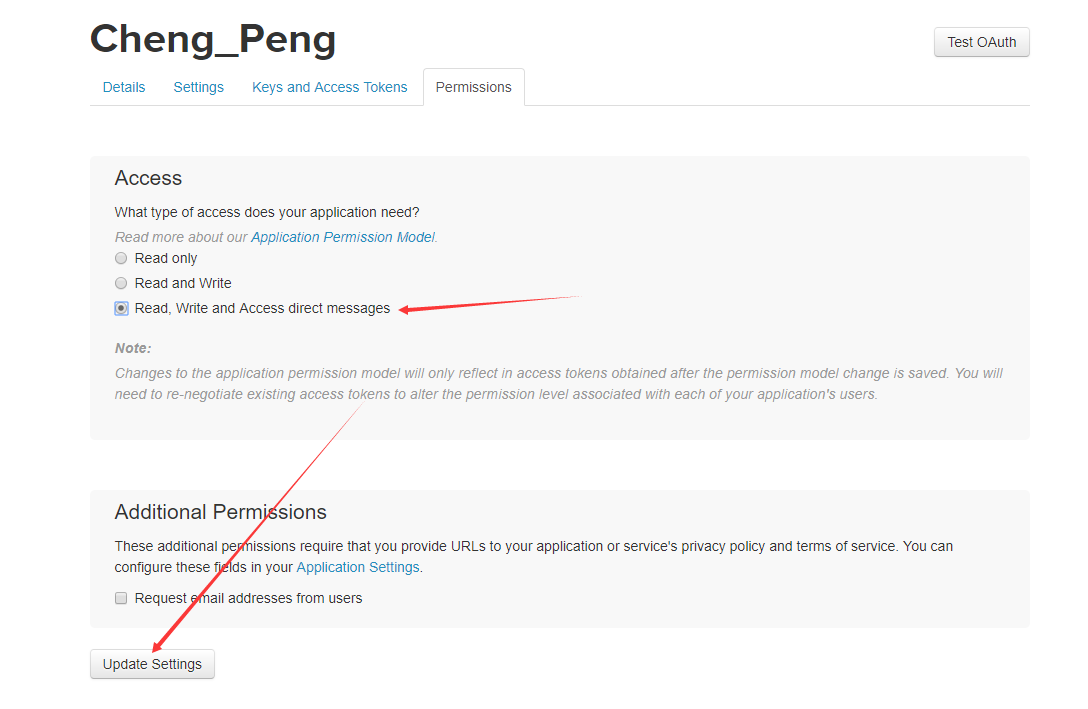 Cheng_Peng
Test OAuth
Details Settings Keys and Access Tokens Permissions
Access
What type of access does your application need?
Read more about our Application Permission Model.
Read only
Read and Write
Read, Write and Access direct messages
Note:
Changes to the application permission model will only reflect in access tokens obtained after the permission model change is saved. You will
need to re-negotiate existing access tokens to alter the permission level associated with each of your application's users.
Additional Permissions
These additional permissions require that you provide URLs to your application or service's privacy policy and terms of service. You can
configure these fields in your Application Settings.
Request email addresses from users
Update Settings